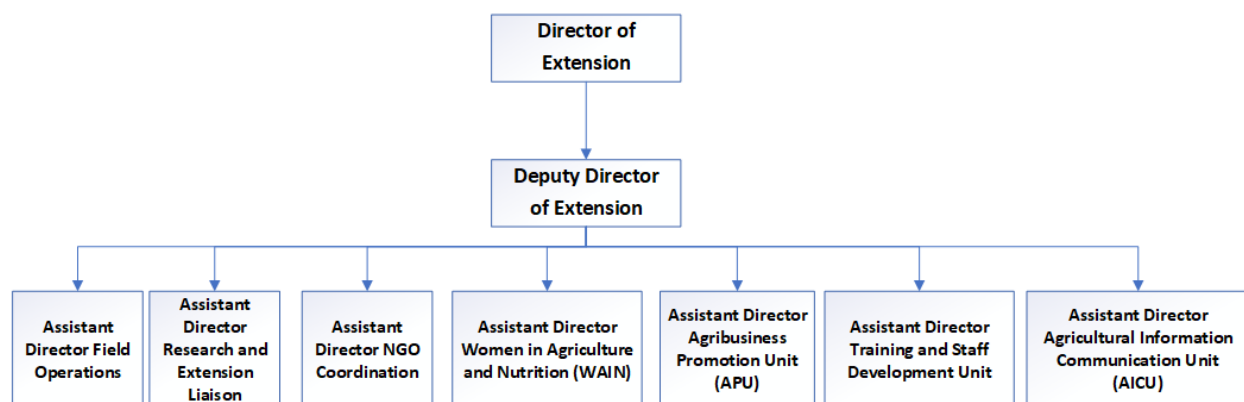 Director of
Extension
Deputy Director
of Extension
Assistant
Director Field
Operations
Assistant
Director
Research and
Extension
Liaison
Assistant
Director NGO
Coordination
Assistant Director
Women in Agriculture
and Nutrition (WAIN)
Assistant Director
Agribusiness
Promotion Unit
(APU)
Assistant Director
Training and Staff
Development Unit
Assistant Director
Agricultural Information
Communication Unit
(AICU)